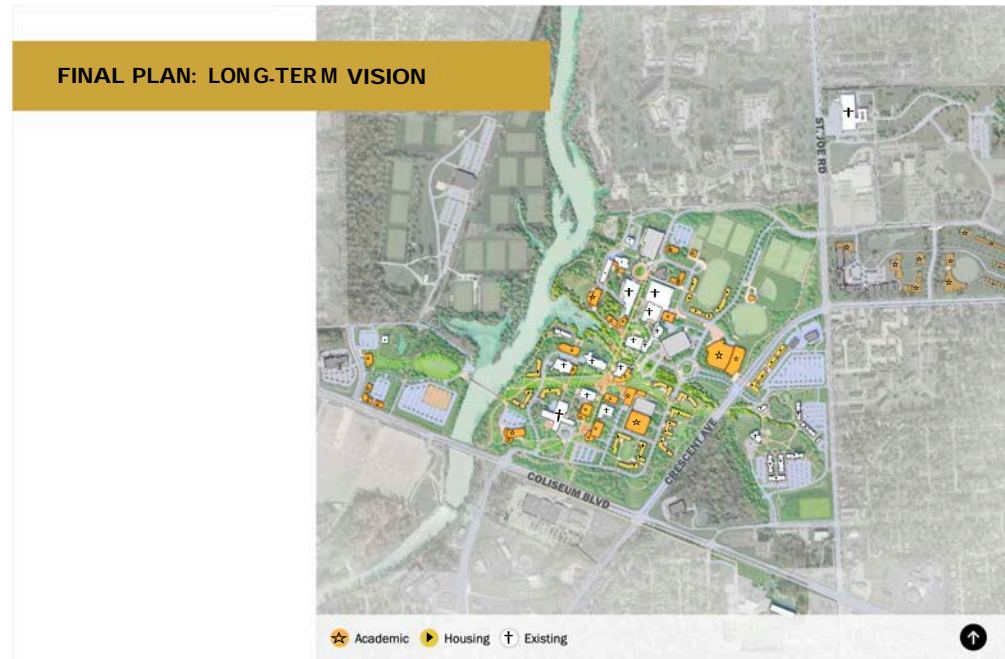 FINAL PLAN: LONG-TERM VISION
ST. JOE RD
CRESCENT AVE
COLISEUM BLVD
Academic Housing Existing